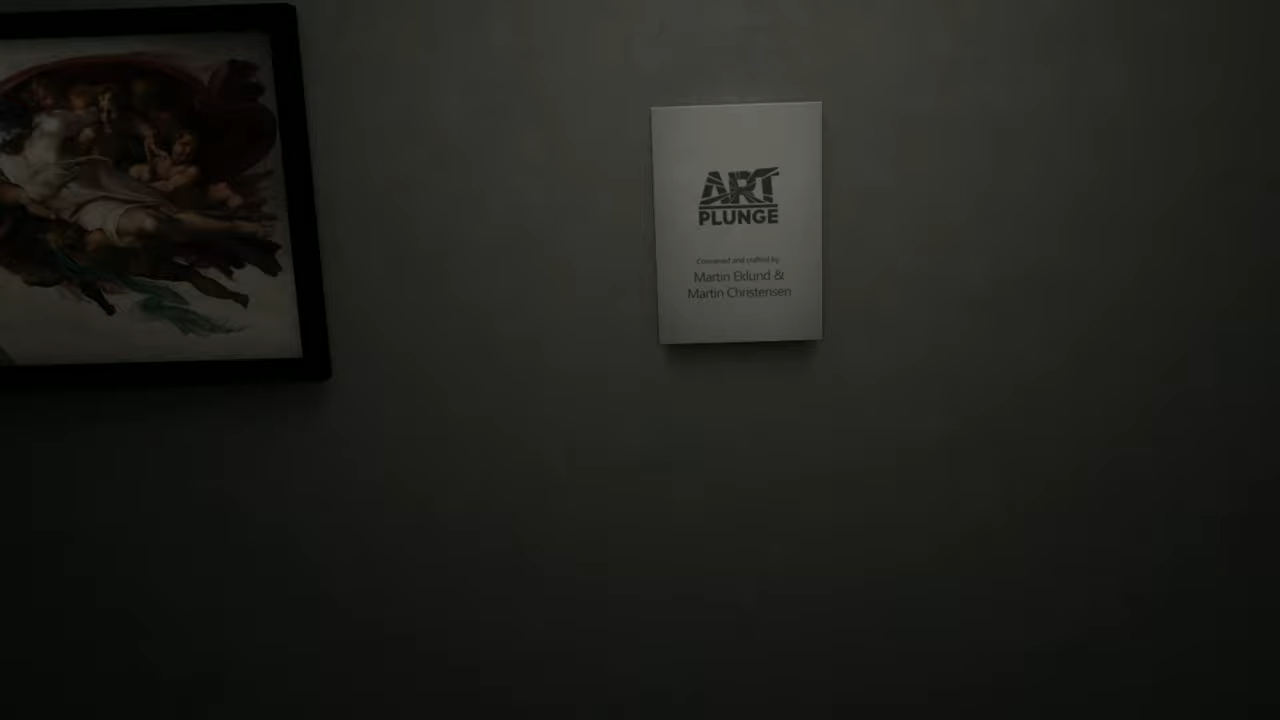 ART
PLUNGE
Conceived and crafted by
Martin Eklund &
Martin Christensen